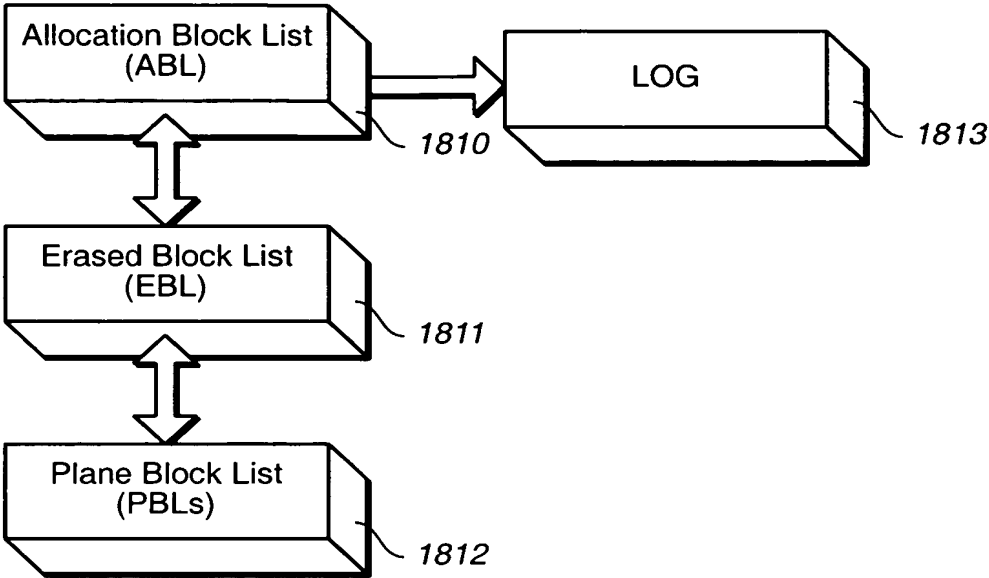 Allocation Block List
(ABL)
1810
LOG
1813
Erased Block List
(EBL)
1811
Plane Block List
(PBLs)
1812